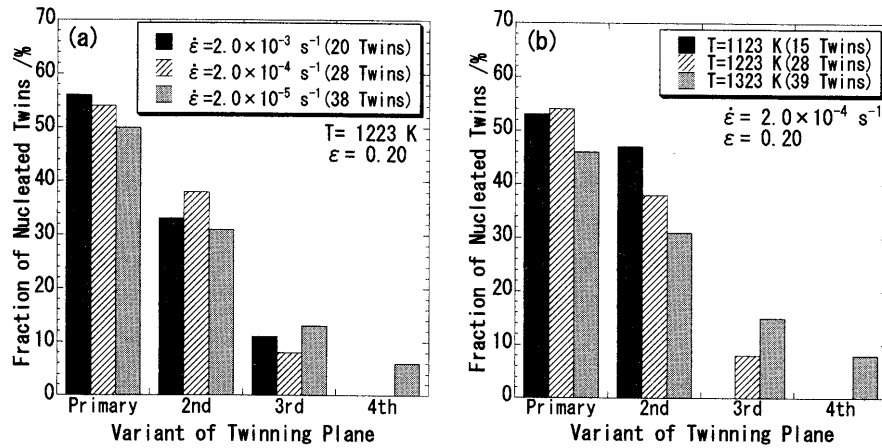 (a)
ε̇=2.0×10⁻³ s⁻¹(20 Twins)
ε̇=2.0×10⁻⁴ s⁻¹(28 Twins)
ε̇=2.0×10⁻⁵ s⁻¹(38 Twins)
T= 1223 K
ε= 0.20
Fraction of Nucleated Twins /%
70
60
50
40
30
20
10
0
Primary 2nd 3rd 4th
Variant of Twinning Plane
(b)
T=1123 K(15 Twins)
T=1223 K(28 Twins)
T=1323 K(39 Twins)
ε̇ = 2.0×10⁻⁴ s⁻¹
ε = 0.20
Fraction of Nucleated Twins /%
70
60
50
40
30
20
10
0
Primary 2nd 3rd 4th
Variant of Twinning Plane